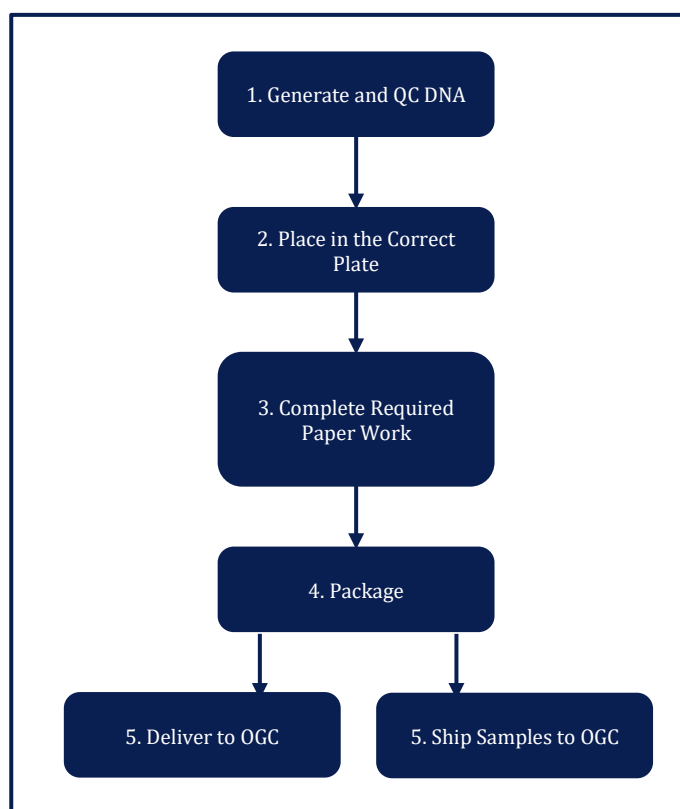 1. Generate and QC DNA
2. Place in the Correct
Plate
3. Complete Required
Paper Work
4. Package
5. Deliver to OGC
5. Ship Samples to OGC